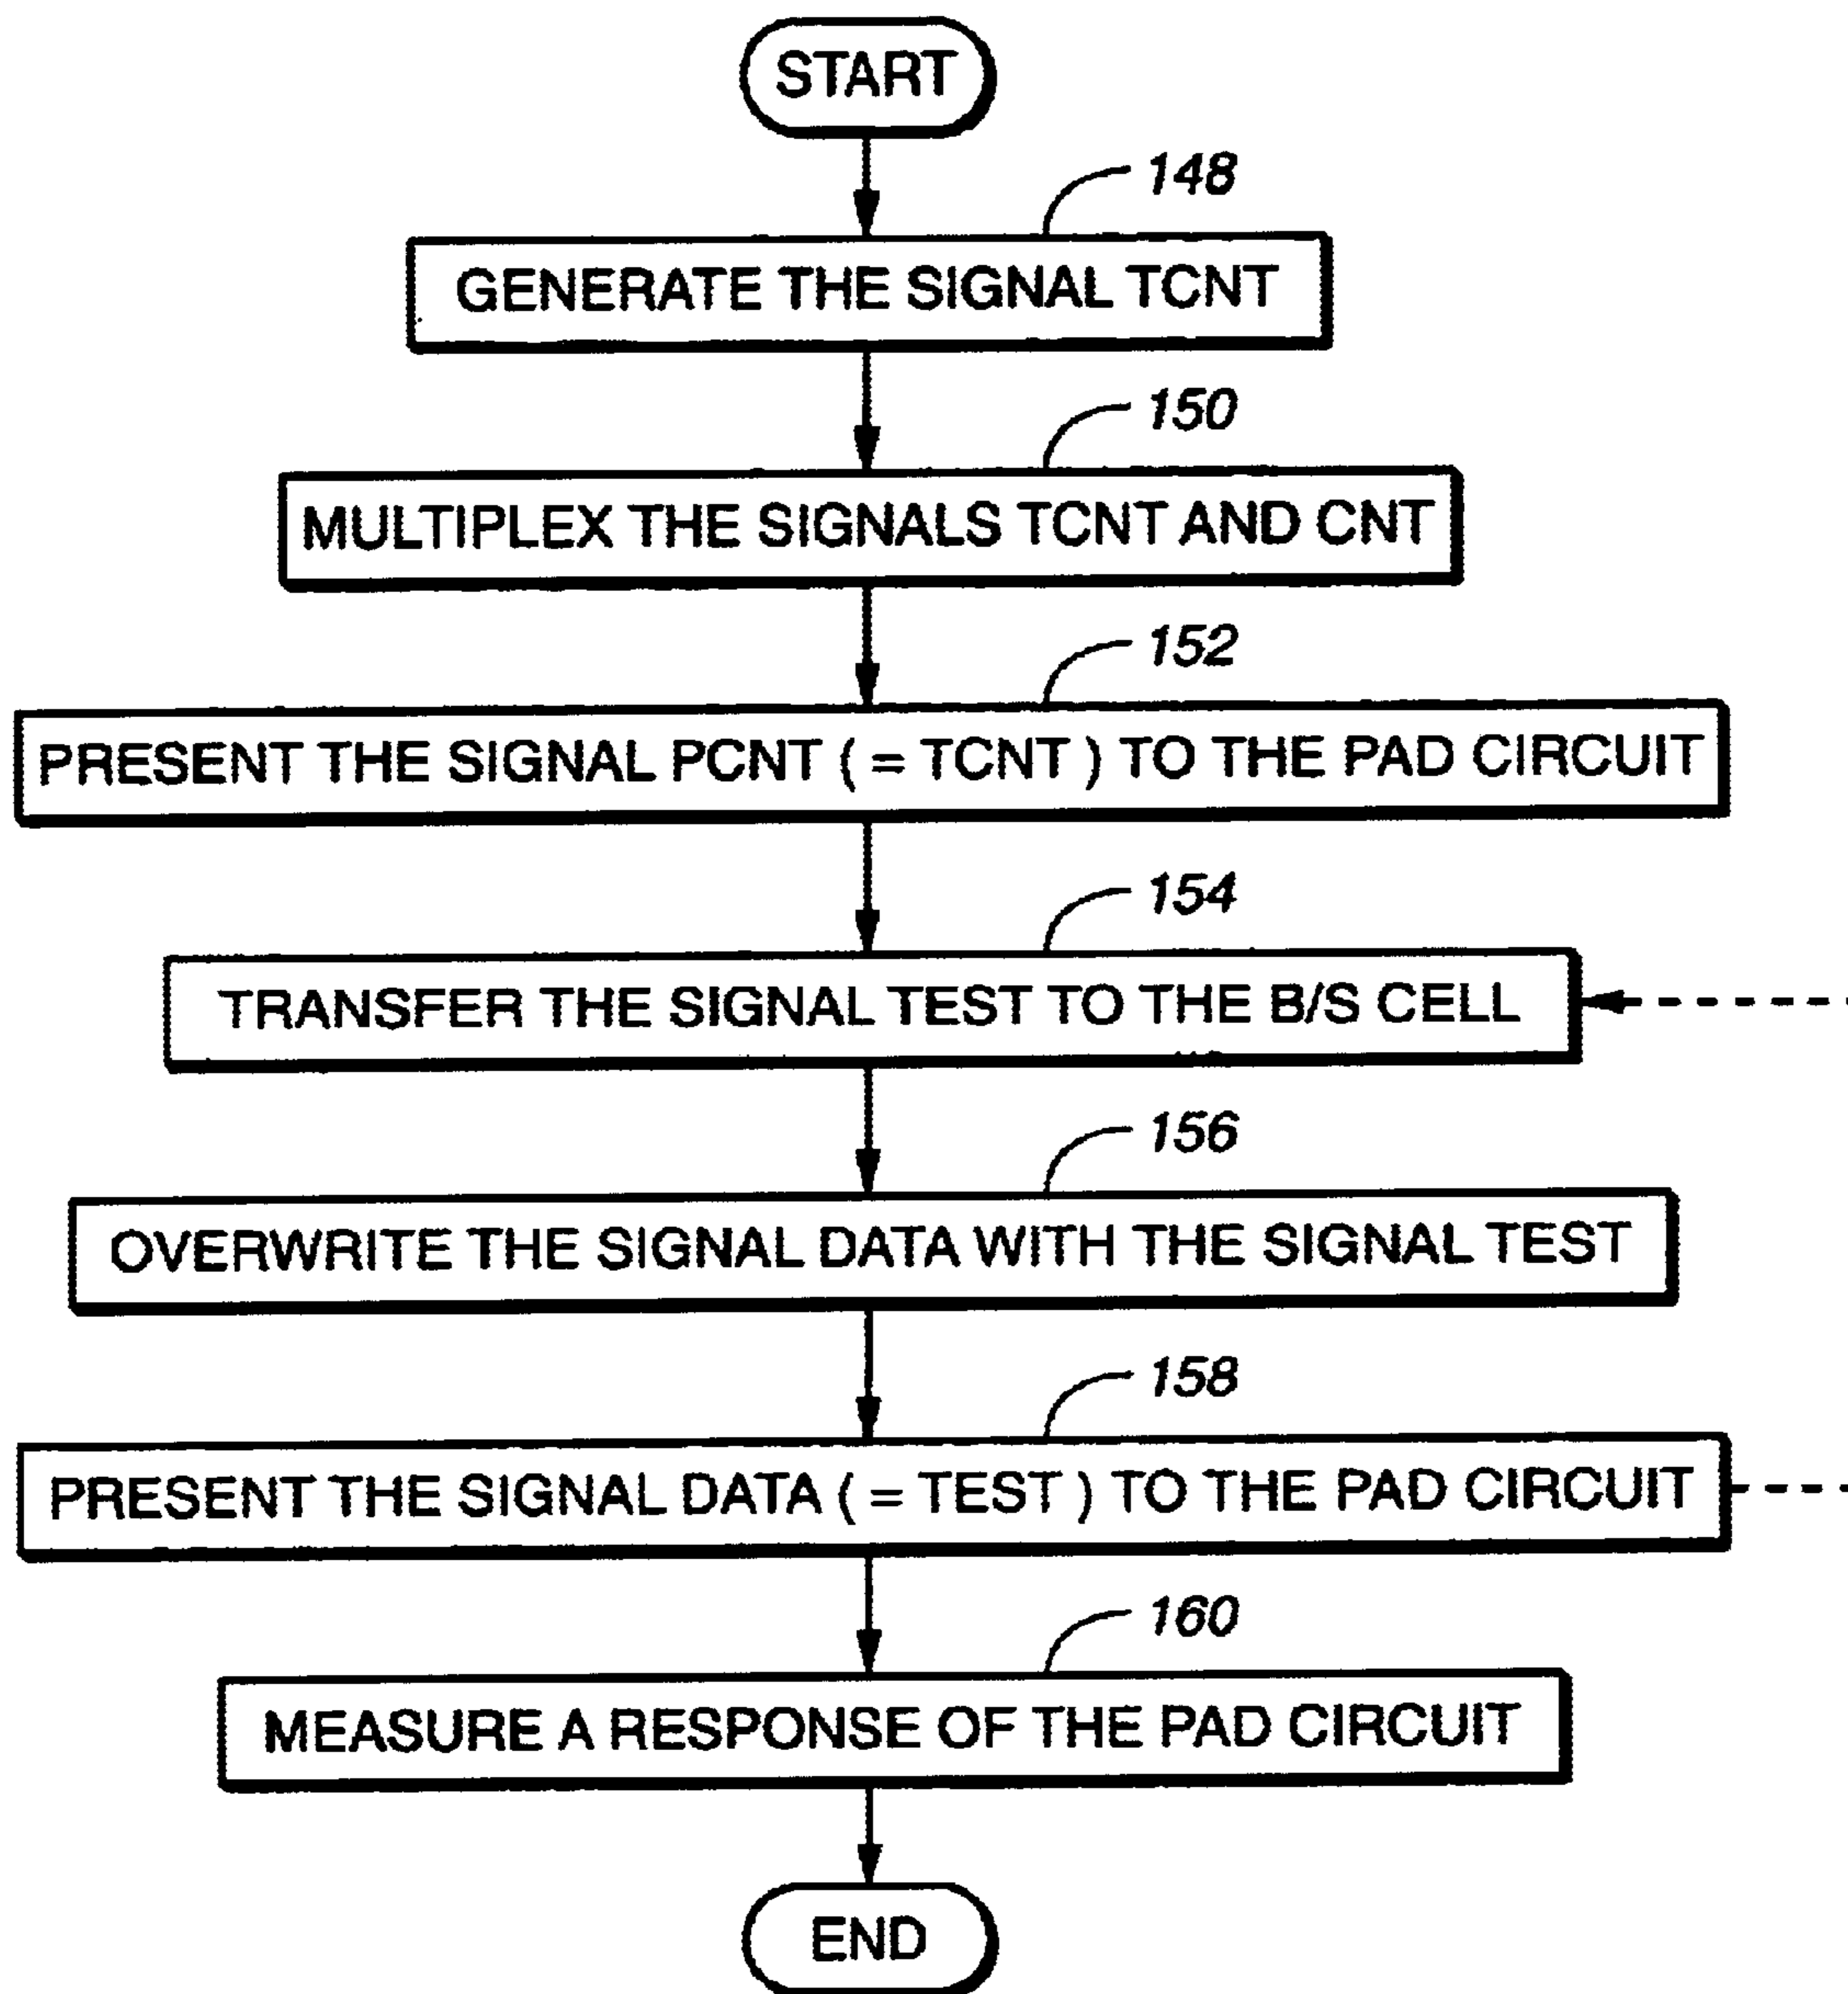 START
148
GENERATE THE SIGNAL TCNT
150
MULTIPLEX THE SIGNALS TCNT AND CNT
152
PRESENT THE SIGNAL PCNT ( = TCNT ) TO THE PAD CIRCUIT
154
TRANSFER THE SIGNAL TEST TO THE B/S CELL
156
OVERWRITE THE SIGNAL DATA WITH THE SIGNAL TEST
158
PRESENT THE SIGNAL DATA ( = TEST ) TO THE PAD CIRCUIT
160
MEASURE A RESPONSE OF THE PAD CIRCUIT
END